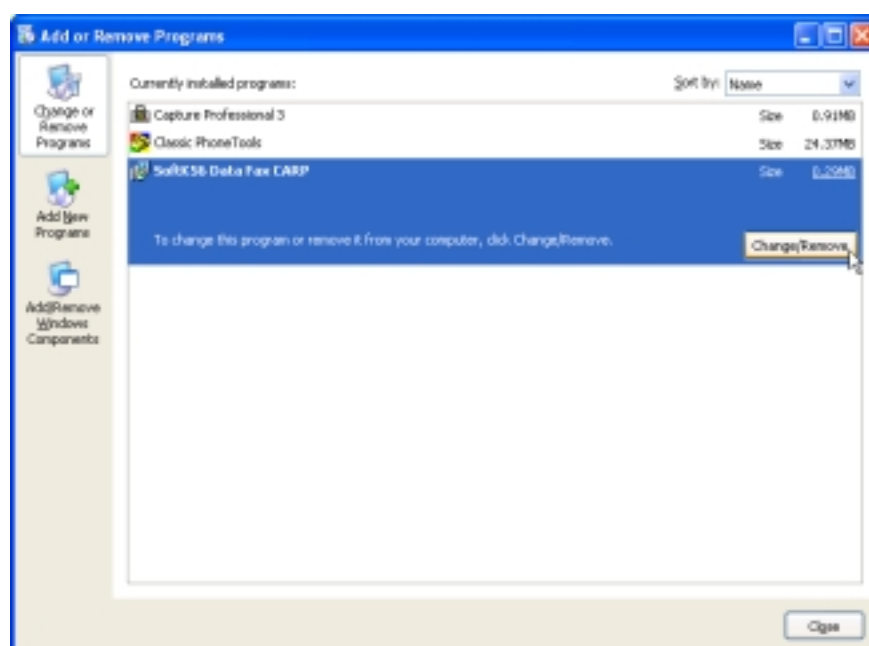 Add or Remove Programs
Change or
Remove
Programs
Currently installed programs:
Sort by: Name
Capture Professional 3 Size 0.91MB
Classic PhoneTools Size 24.37MB
SoftK56 Data Fax CARP Size 0.29MB
To change this program or remove it from your computer, click Change/Remove.
Change/Remove
Add New
Programs
Add/Remove
Windows
Components
Close